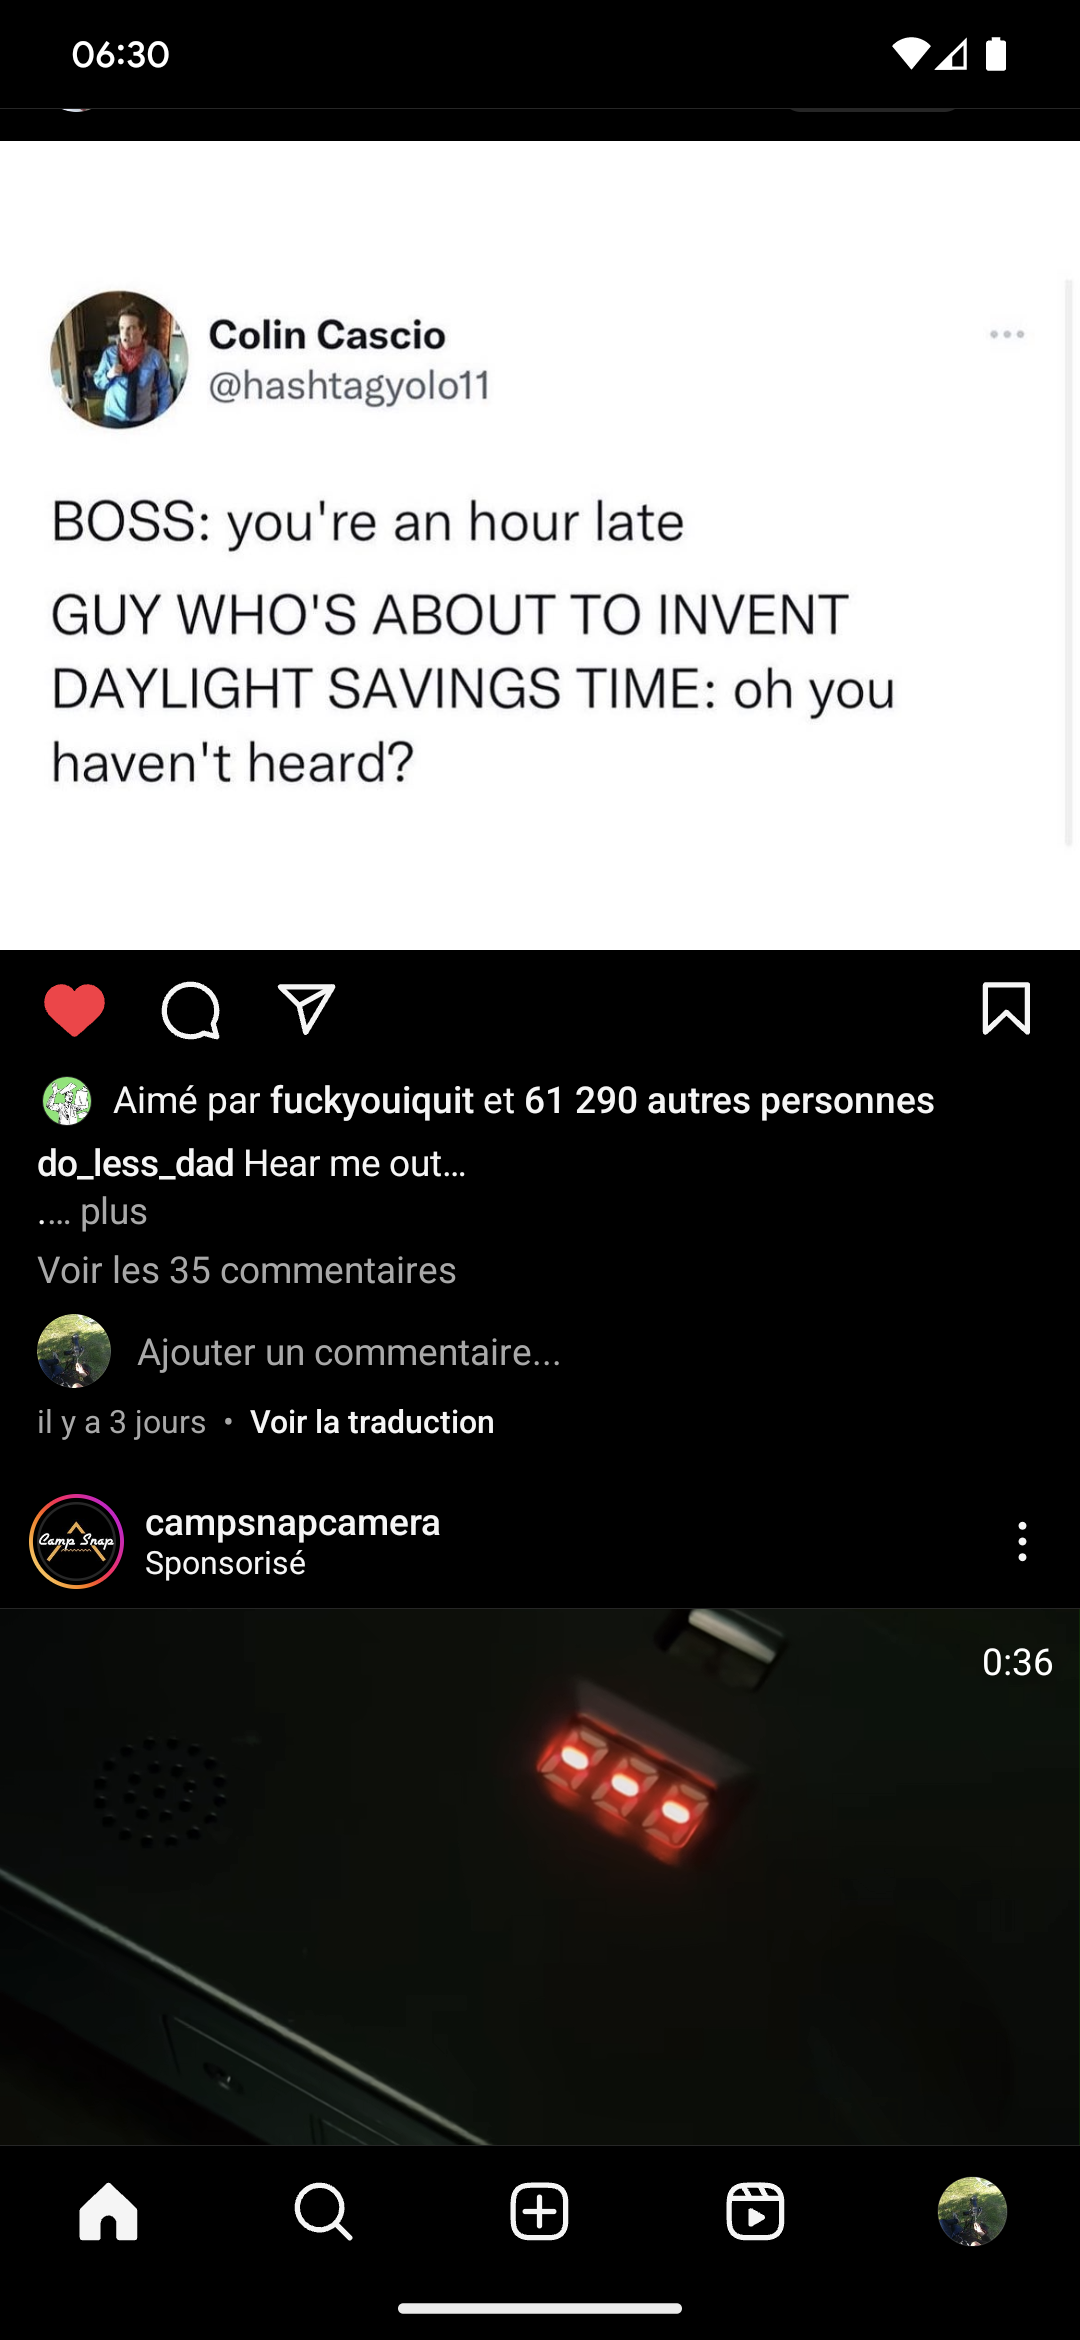 06:30
Colin Cascio
@hashtagyolo11
BOSS: you're an hour late
GUY WHO'S ABOUT TO INVENT
DAYLIGHT SAVINGS TIME: oh you
haven't heard?
Aimé par fuckyouiquit et 61 290 autres personnes
do_less_dad Hear me out...
.... plus
Voir les 35 commentaires
Ajouter un commentaire...
il y a 3 jours • Voir la traduction
Camp Snap
campsnapcamera
Sponsorisé
0:36